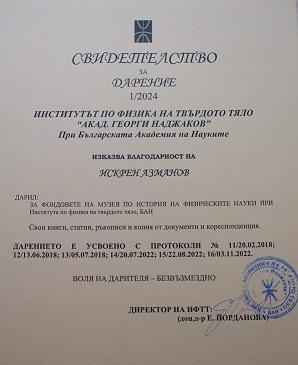 СВИДЕТЕЛСТВО
ЗА
ДАРЕНИЕ
1/2024
ИНСТИТУТЪТ ПО ФИЗИКА НА ТВЪРДОТО ТЯЛО
“АКАД. ГЕОРГИ НАДЖАКОВ”
При Българската Академия на Науките
ИЗКАЗВА БЛАГОДАРНОСТ НА
ИСКРЕН АЗМАНОВ
ДАРИЛ:
ЗА ФОНДОВЕТЕ НА МУЗЕЯ ПО ИСТОРИЯ НА ФИЗИЧЕСКИТЕ НАУКИ ПРИ
Института по физика на твърдото тяло, БАН
Свои книги, статии, ръкописи и копия от документи и кореспонденция.
ДАРЕНИЕТО Е УСВОЕНО С ПРОТОКОЛИ № 11/20.02.2018;
12/13.06.2018; 13/05.07.2018; 14/20.07.2022; 15/22.08.2022; 16/03.11.2022.
ВОЛЯ НА ДАРИТЕЛЯ – БЕЗВЪЗМЕЗДНО
ДИРЕКТОР НА ИФТТ:
(доц.д-р Е. ЙОРДАНОВА)